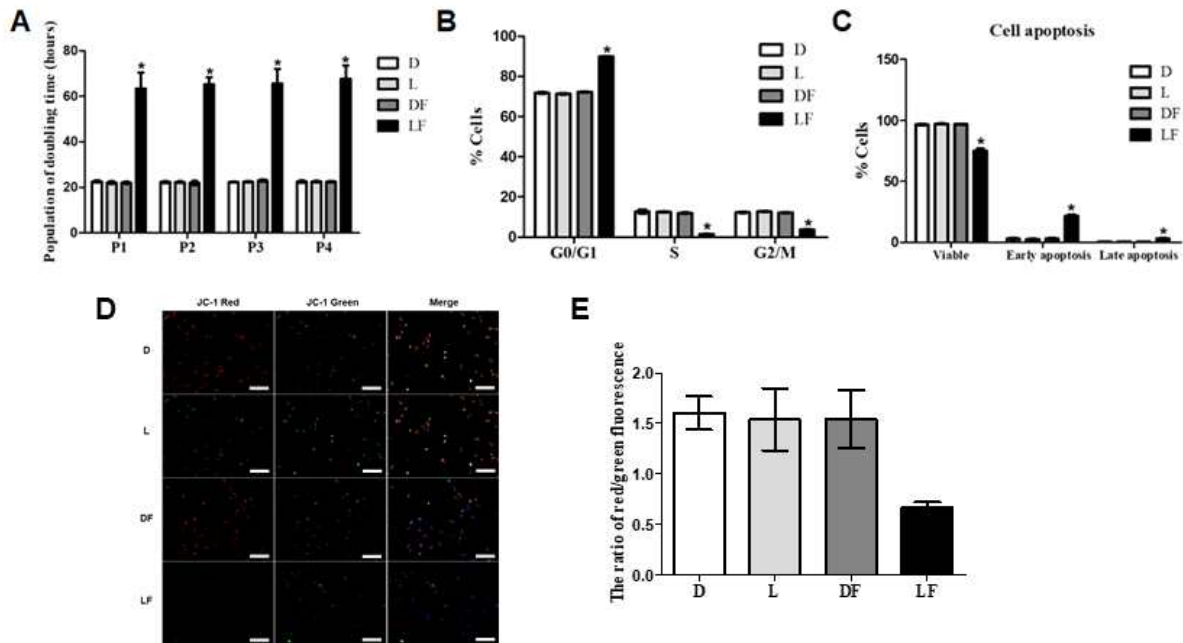 A
Population of doubling time (hours)
80
60
40
20
0
P1 P2 P3 P4
* * * *
D
L
DF
LF
B
% Cells
100
80
60
40
20
0
G0/G1 S G2/M
* * *
D
L
DF
LF
C
Cell apoptosis
% Cells
150
100
50
0
Viable Early apoptosis Late apoptosis
* * *
D
L
DF
LF
D
JC-1 Red JC-1 Green Merge
D
L
DF
LF
E
The ratio of red/green fluorescence
2.0
1.5
1.0
0.5
0.0
D L DF LF